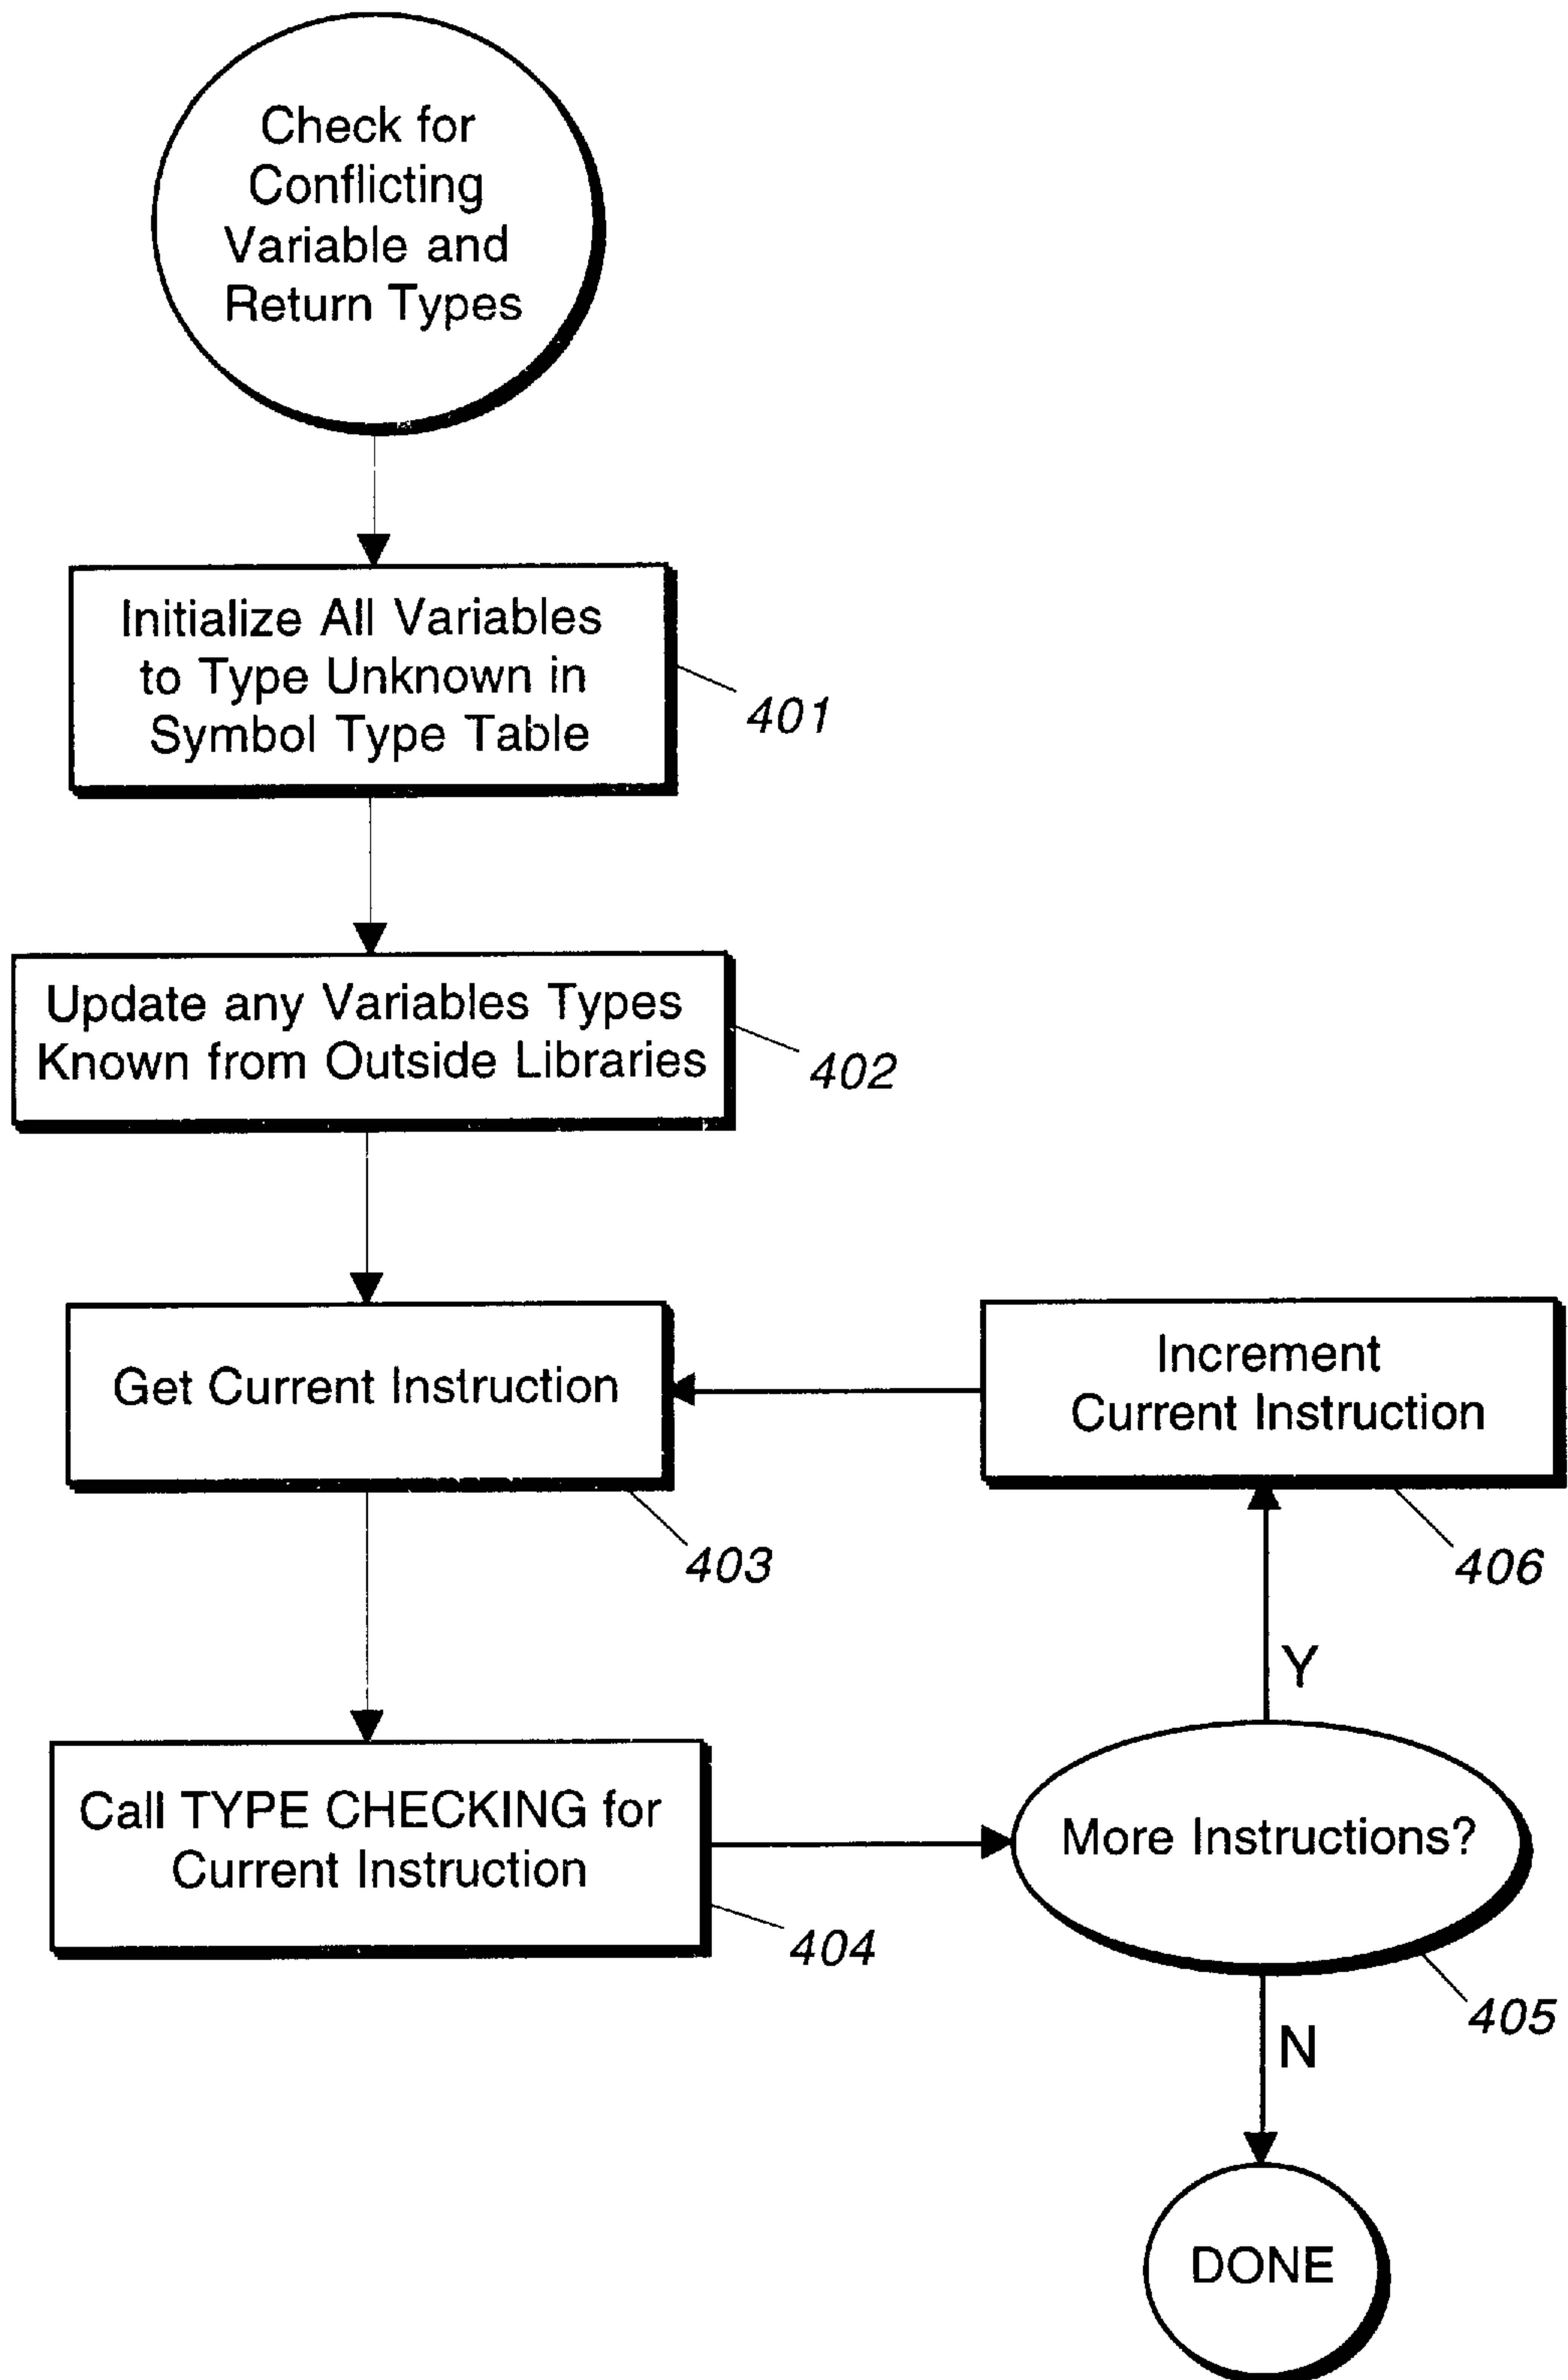 Check for
Conflicting
Variable and
Return Types
Initialize All Variables
to Type Unknown in
Symbol Type Table
401
Update any Variables Types
Known from Outside Libraries
402
Get Current Instruction
403
Increment
Current Instruction
406
Call TYPE CHECKING for
Current Instruction
404
Y
More Instructions?
405
N
DONE